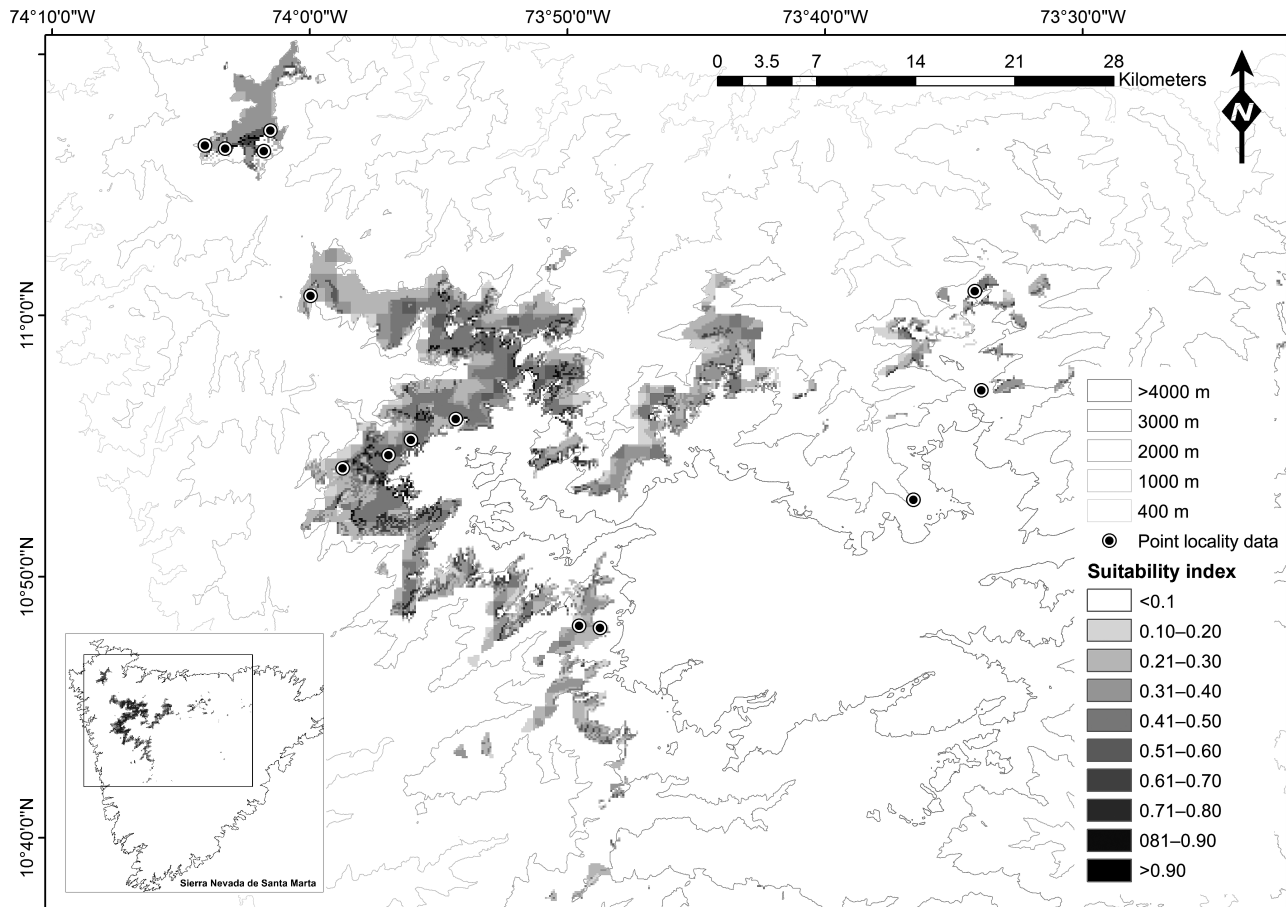 74°10'0"W 74°0'0"W 73°50'0"W 73°40'0"W 73°30'0"W
0 3.5 7 14 21 28
Kilometers
N
11°0'0"N
10°50'0"N
10°40'0"N
>4000 m
3000 m
2000 m
1000 m
400 m
Point locality data
Suitability index
<0.1
0.10–0.20
0.21–0.30
0.31–0.40
0.41–0.50
0.51–0.60
0.61–0.70
0.71–0.80
081–0.90
>0.90
Sierra Nevada de Santa Marta